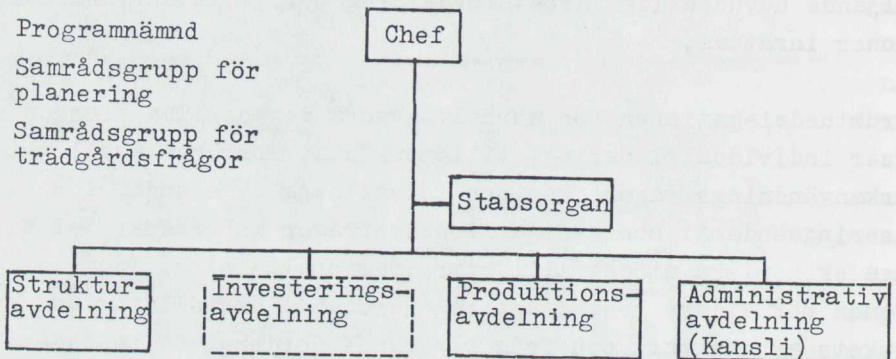 Programnämnd
Samrådsgrupp för
planering
Samrådsgrupp för
trädgårdsfrågor
Chef
Stabsorgan
Struktur-
avdelning
Investerings-
avdelning
Produktions-
avdelning
Administrativ
avdelning
(Kansli)